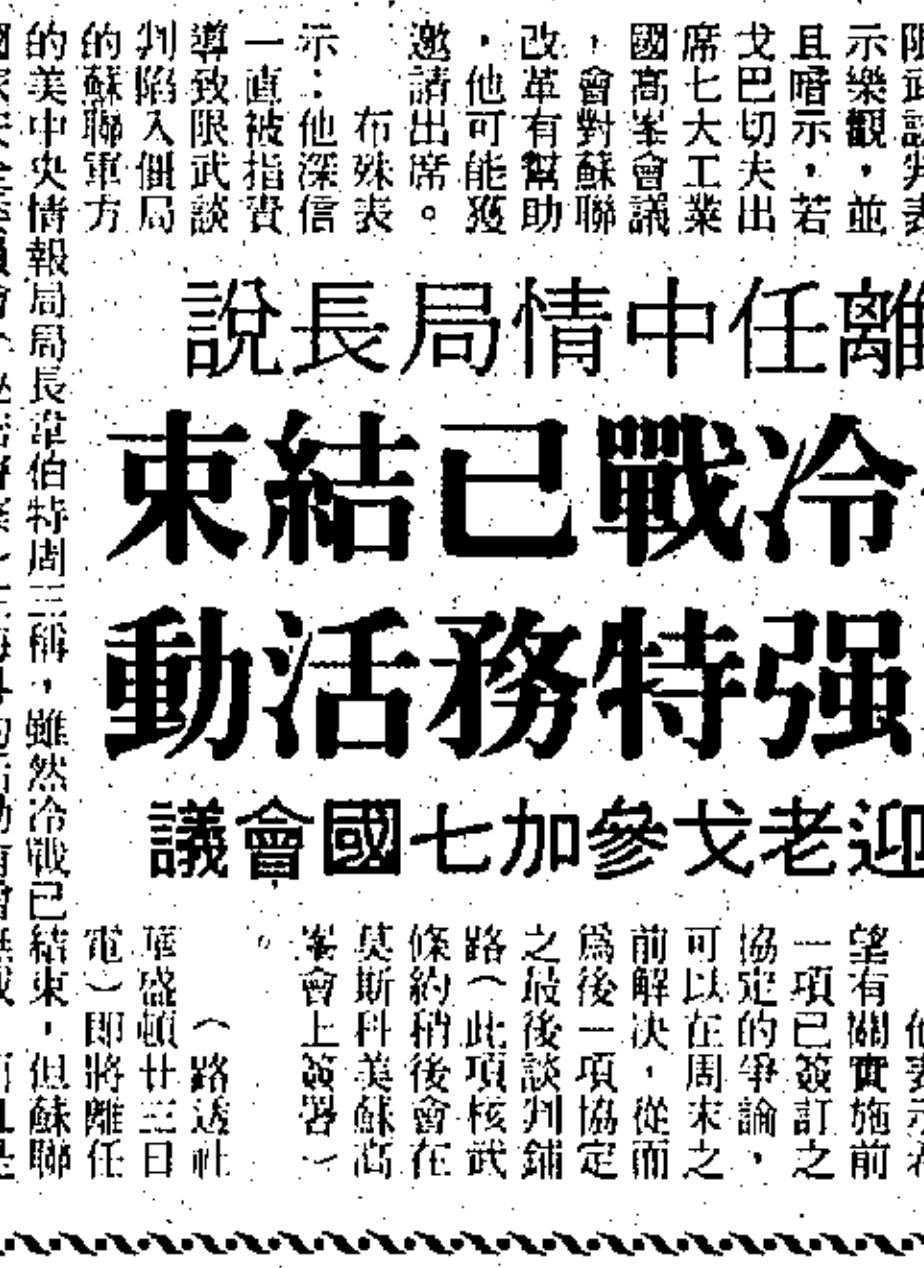 限武談判表
示樂觀，並
且暗示，若
戈巴切夫出
席七大工業
國高峯會議
，會對蘇聯
改革有幫助
，他可能獲
邀請出席。
布殊表
示：他深信
一直被指責
導致限武談
判陷入僵局
的蘇聯軍方
離任中情局長說
冷戰已結束
强特務活動
迎老戈參加七國會議
望有關實施前
一項已簽訂之
協定的爭論，
可以在周末之
前解决，從而
爲後一項協定
之最後談判鋪
路（此項核武
條約稍後會在
莫斯科美蘇高
峯會上簽署）
。
（路透社
華盛頓廿三日
電）即將離任
的美中央情報局局長韋伯特周三稱，雖然冷戰已結束，但蘇聯